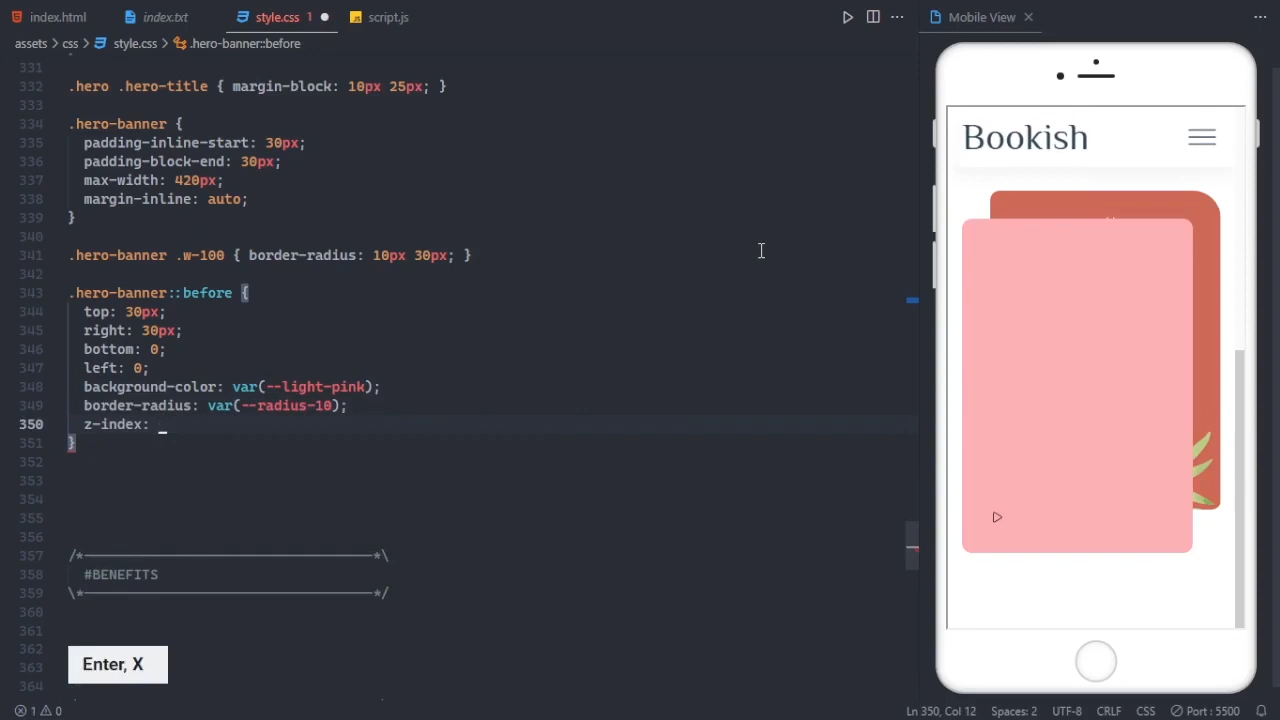 index.html
index.txt
style.css 1
script.js
Mobile View
assets > css > style.css > .hero-banner::before
331
332 .hero .hero-title { margin-block: 10px 25px; }
333
334 .hero-banner {
335 padding-inline-start: 30px;
336 padding-block-end: 30px;
337 max-width: 420px;
338 margin-inline: auto;
339 }
340
341 .hero-banner .w-100 { border-radius: 10px 30px; }
342
343 .hero-banner::before {
344 top: 30px;
345 right: 30px;
346 bottom: 0;
347 left: 0;
348 background-color: var(--light-pink);
349 border-radius: var(--radius-10);
350 z-index:
351 }
352
353
354
355
356
357 /*-----------------------------------*\
358 #BENEFITS
359 \*-----------------------------------*/
360
361
362
363
364
Enter, X
Bookish
1 0
Ln 350, Col 12
Spaces: 2
UTF-8
CRLF
CSS
Port : 5500